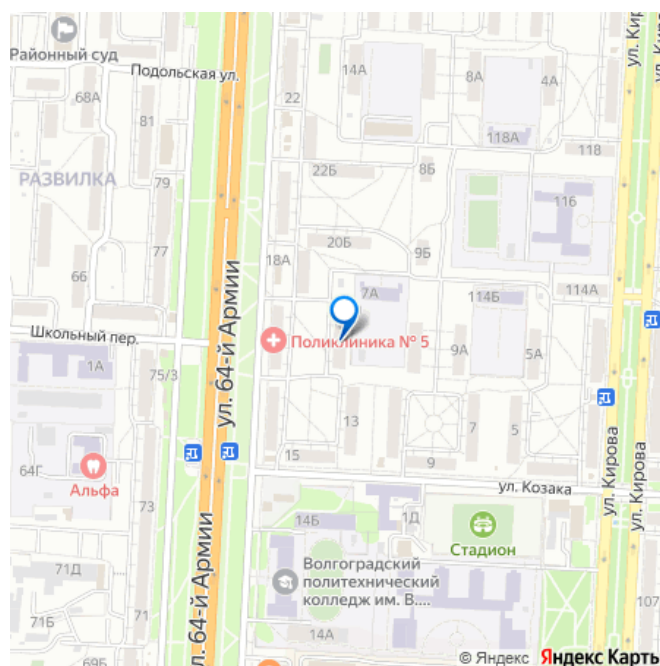 Районный суд
Подольская ул.
68А
81
22
14А
8А
4А
ул. Кирова
118А
118
РАЗВИЛКА
79
22Б
8Б
116
77
20Б
9Б
18А
66
7А
114Б
114А
ул. 64-й Армии
Школьный пер.
Поликлиника № 5
1А
75/3
9А
5А
13
7
5
15
9
64Г
Альфа
73
ул. Козака
ул. Кирова
ул. Кирова
14Б
1Д
Стадион
ул. 64-й Армии
71Д
Волгоградский
политехнический
колледж им. В....
71Б
71
14А
107
69Б
© Яндекс Яндекс Карты